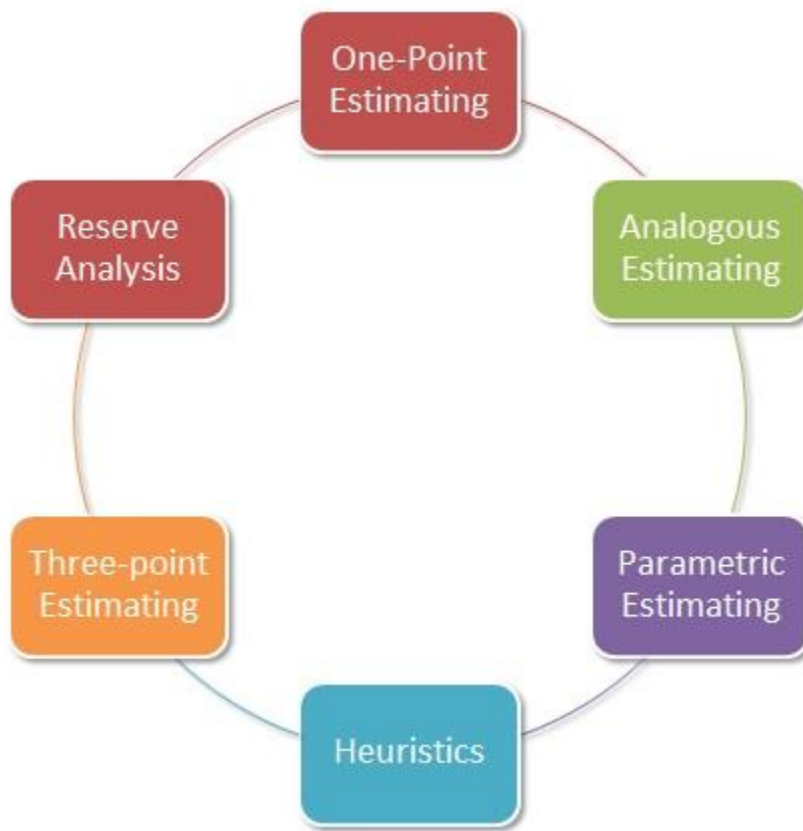 One-Point
Estimating
Analogous
Estimating
Parametric
Estimating
Heuristics
Three-point
Estimating
Reserve
Analysis